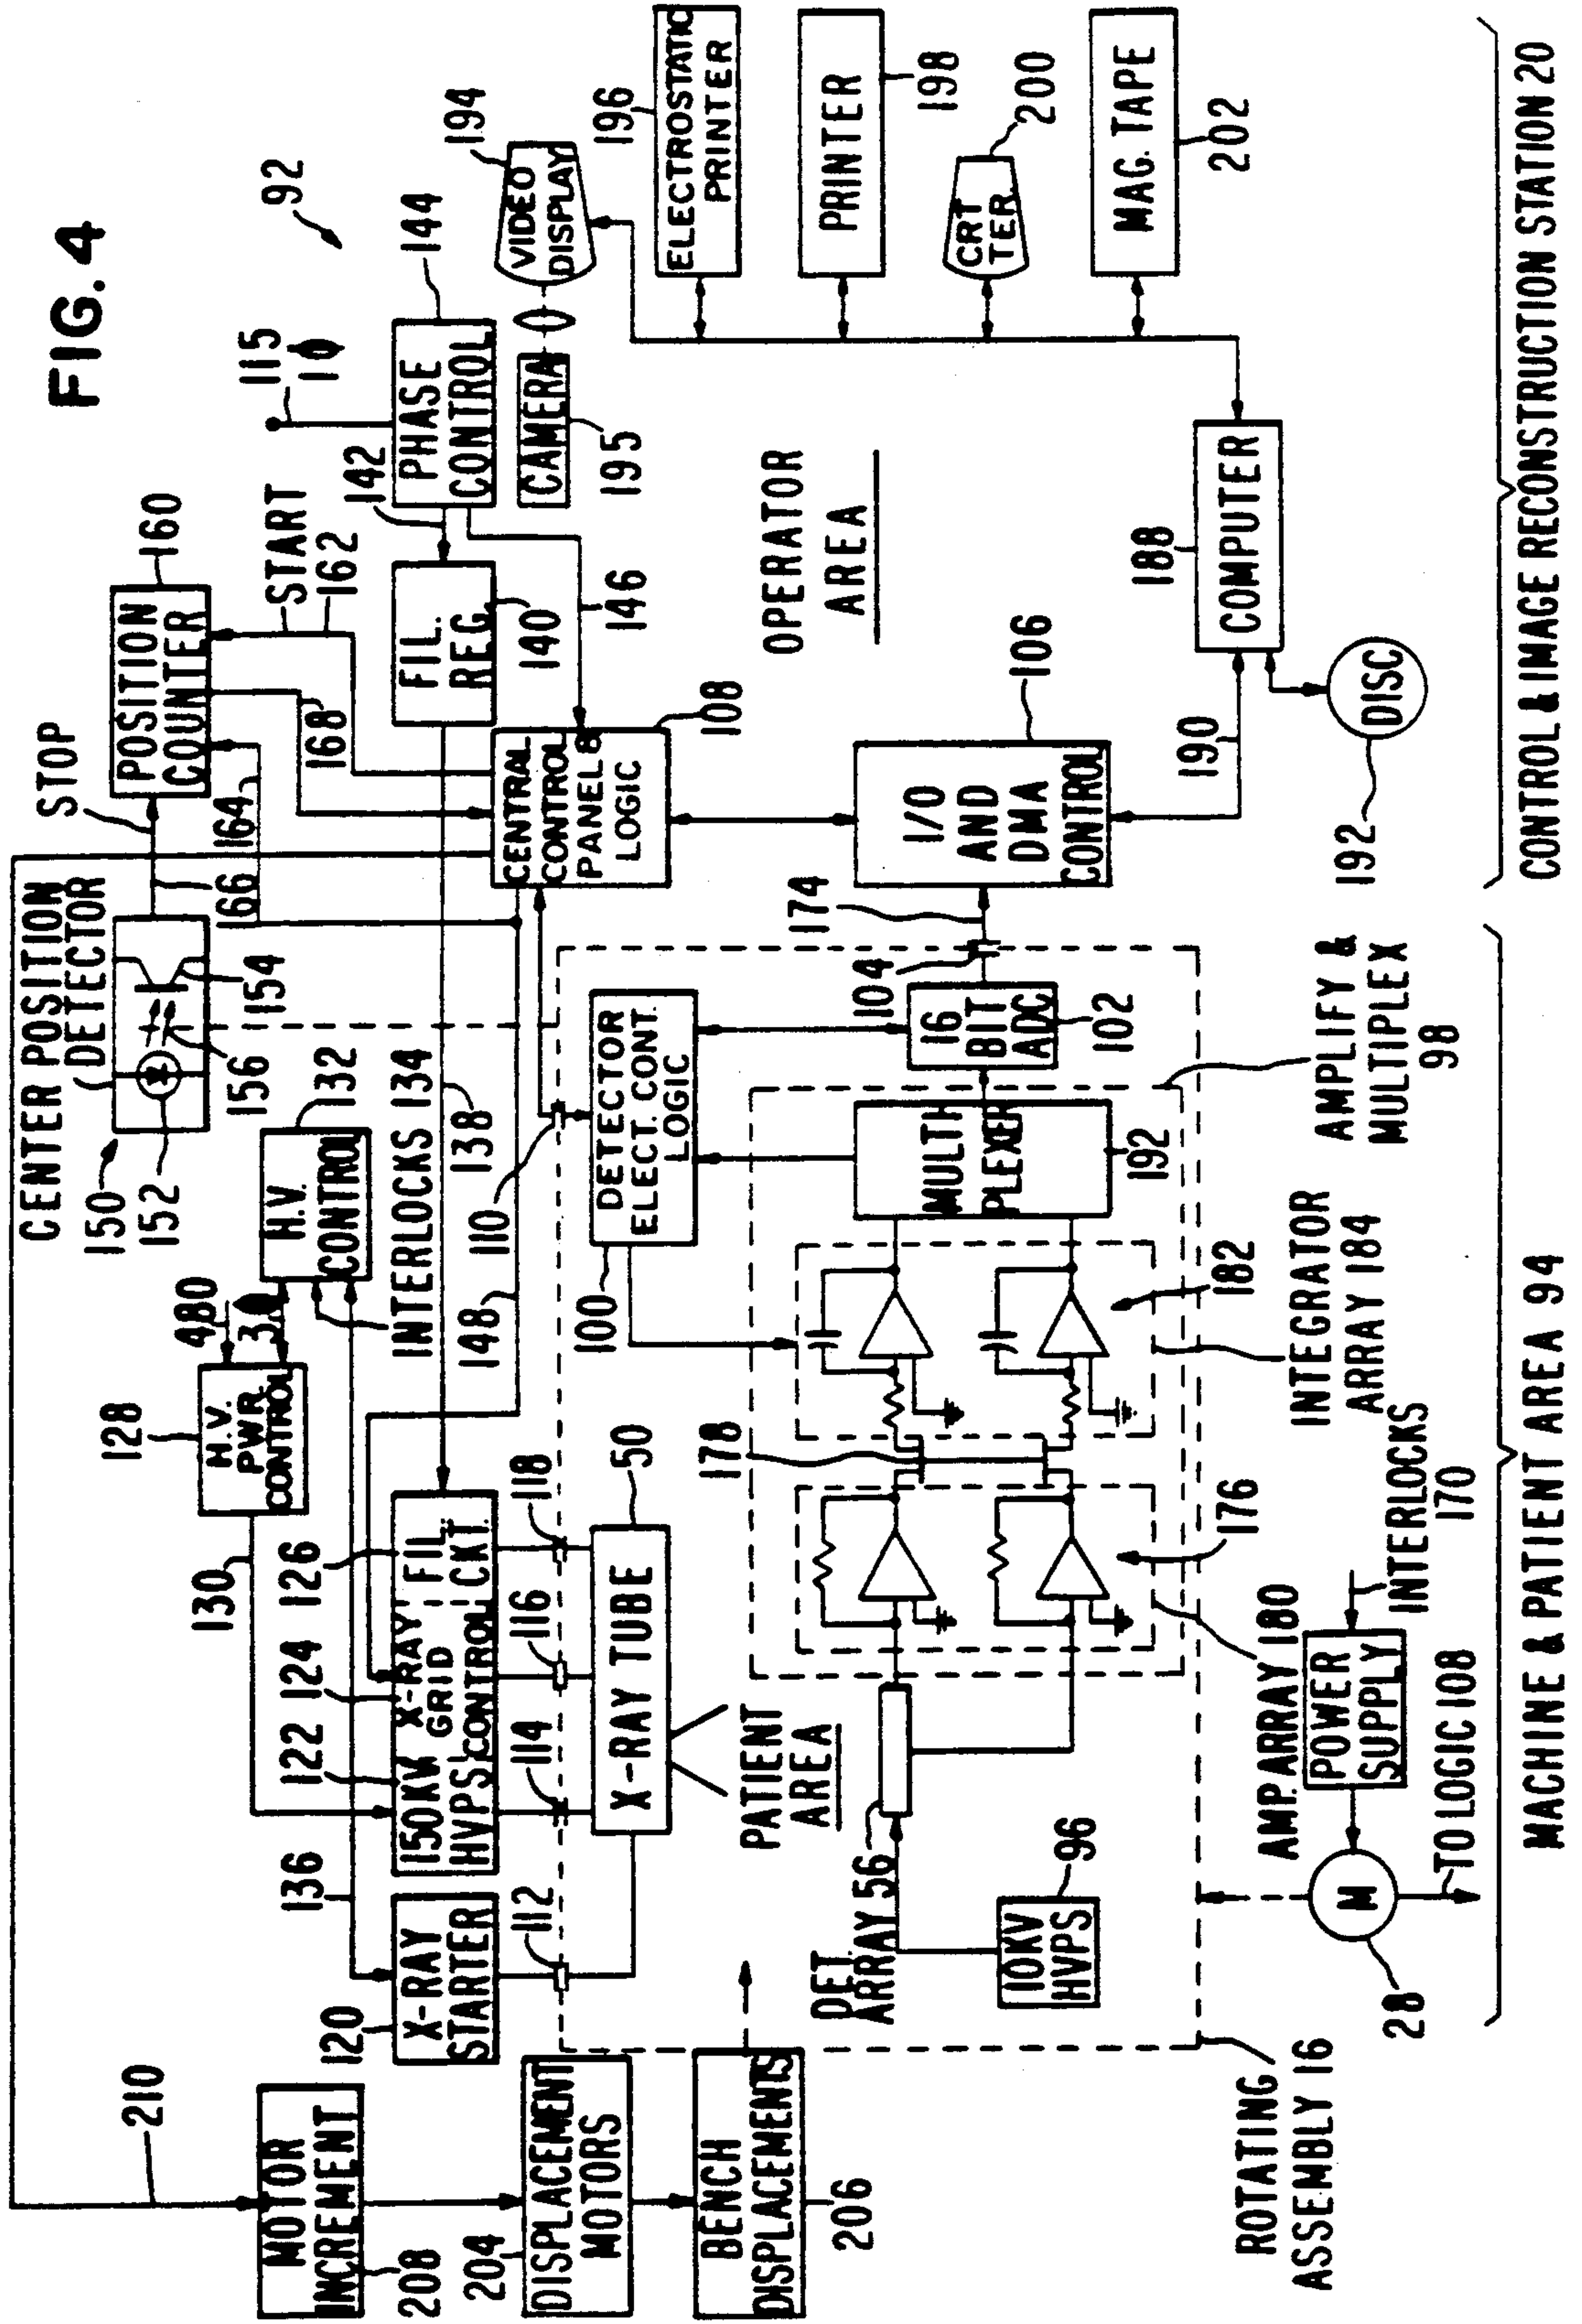 FIG. 4
92
CENTER POSITION
DETECTOR
150
152
156
154
STOP
166
164
POSITION
COUNTER
160
START
162
168
115
1ϕ
PHASE
CONTROL
144
142
FIL.
REG.
140
146
VIDEO
DISPLAY
194
CAMERA
195
ELECTROSTATIC
PRINTER
196
PRINTER
198
CRT
TER.
200
MAG. TAPE
202
210
MOTOR
INCREMENT
208
DISPLACEMENT
MOTORS
204
BENCH
DISPLACEMENTS
206
H.V.
PWR.
CONTROL
128
480
3ϕ
H.V.
CONTROL
132
INTERLOCKS 134
130
136
138
148
X-RAY
STARTER
120
150KW
HVPS
122
X-RAY
GRID
CONTROL
124
FIL.
CKT.
126
112
114
116
118
110
X-RAY TUBE
50
PATIENT
AREA
CENTRAL
CONTROL
PANEL &
LOGIC
108
OPERATOR
AREA
DETECTOR
ELECT. CONT.
LOGIC
100
16
BIT
ADC
102
104
174
I/O
AND
DMA
CONTROL
106
COMPUTER
188
190
DISC
192
MULTI-
PLEXER
192
178
182
176
DET.
ARRAY 56
10KV
HVPS
96
AMPLIFY &
MULTIPLEX
98
INTEGRATOR
ARRAY 184
AMP. ARRAY 180
INTERLOCKS
170
POWER
SUPPLY
M
28
TO LOGIC 108
ROTATING
ASSEMBLY 16
MACHINE & PATIENT AREA 94
CONTROL & IMAGE RECONSTRUCTION STATION 20